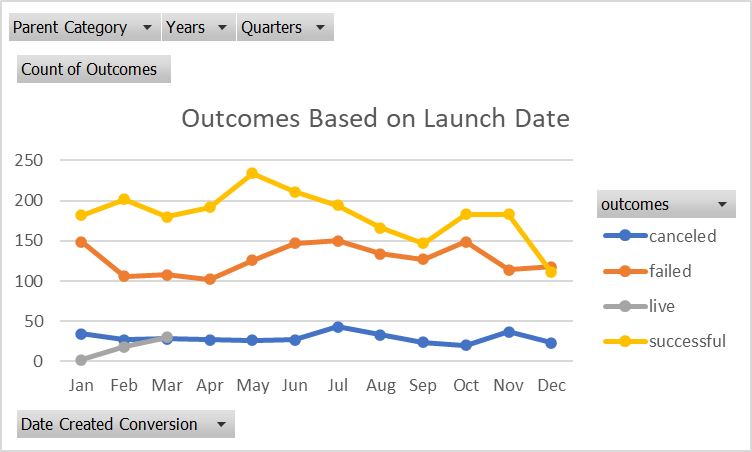 Parent Category Years Quarters
Count of Outcomes
Outcomes Based on Launch Date
250
200
150
100
50
0
Jan Feb Mar Apr May Jun Jul Aug Sep Oct Nov Dec
outcomes
canceled
failed
live
successful
Date Created Conversion